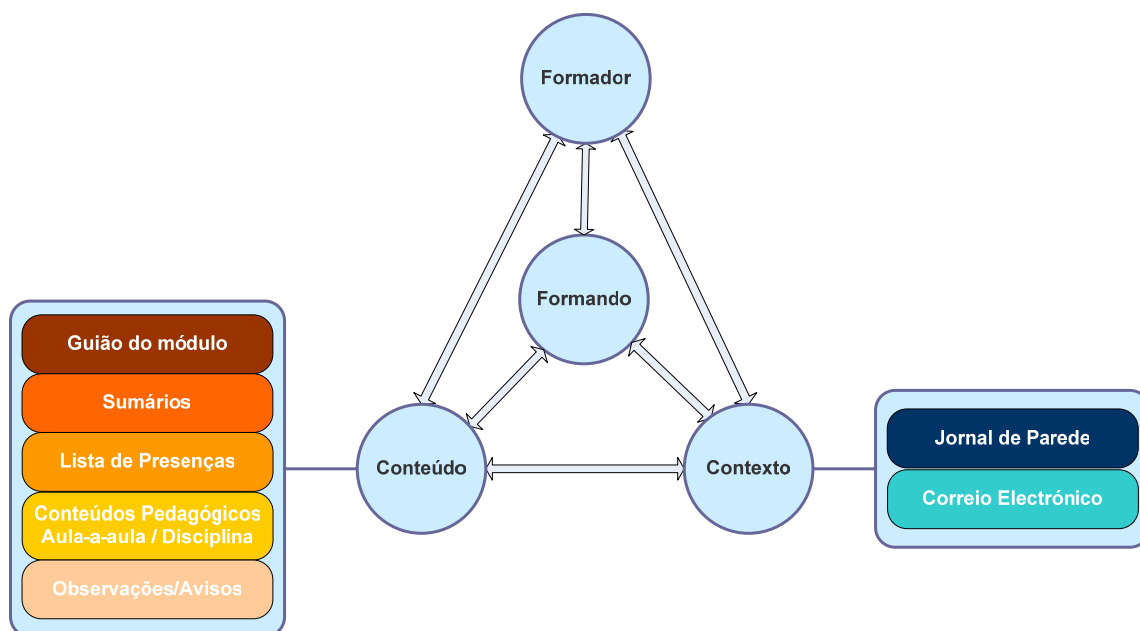 Formador
Formando
Guião do módulo
Sumários
Lista de Presenças
Conteúdos Pedagógicos
Aula-a-aula / Disciplina
Observações/Avisos
Conteúdo
Contexto
Jornal de Parede
Correio Electrónico